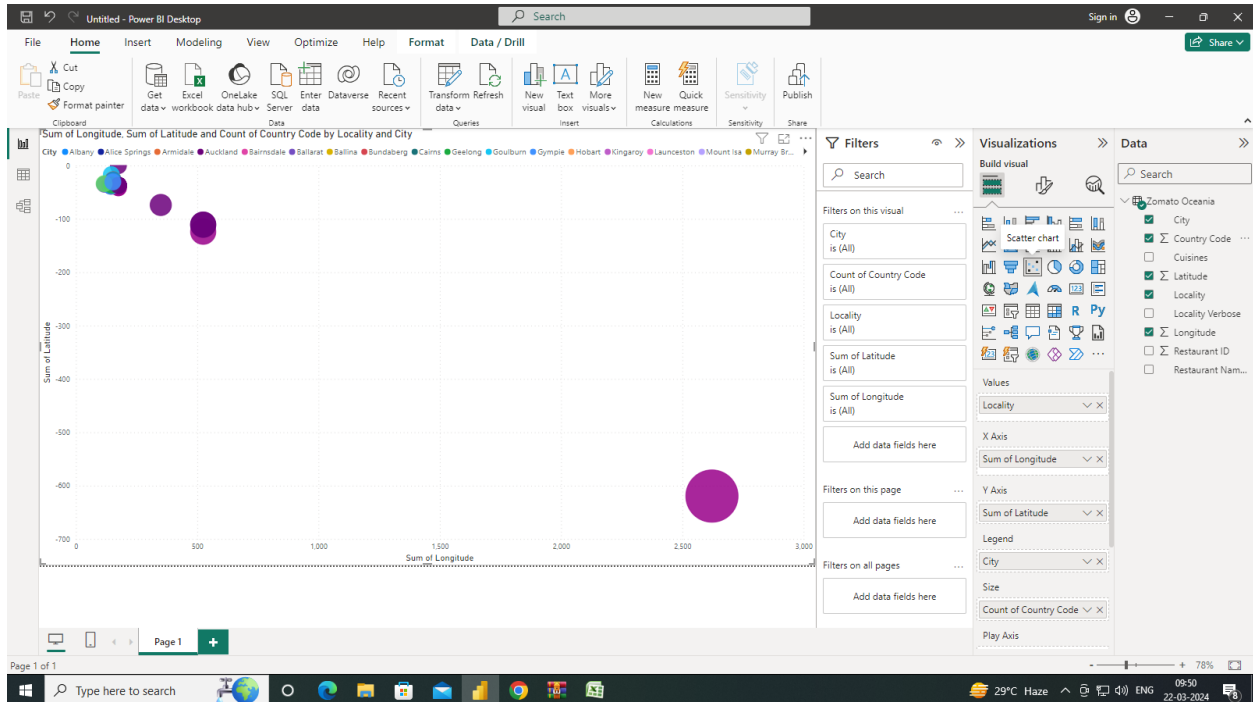 Untitled - Power BI Desktop
Search
Sign in
File Home Insert Modeling View Optimize Help Format Data / Drill
Share
Paste
Cut
Copy
Format painter
Clipboard
Get data
Excel workbook
OneLake data hub
SQL Server
Enter data
Dataverse
Recent sources
Data
Transform data
Refresh
Queries
New visual
Text box
More visuals
Insert
New measure
Quick measure
Calculations
Sensitivity
Sensitivity
Publish
Share
Sum of Longitude, Sum of Latitude and Count of Country Code by Locality and City
City Albany Alice Springs Armidale Auckland Bairnsdale Ballarat Ballina Bundaberg Cairns Geelong Goulburn Gympie Hobart Kingaroy Launceston Mount Isa Murray Br...
0
-100
-200
-300
-400
-500
-600
-700
Sum of Latitude
0 500 1,000 1,500 2,000 2,500 3,000
Sum of Longitude
Filters
Search
Filters on this visual ...
City
is (All)
Count of Country Code
is (All)
Locality
is (All)
Sum of Latitude
is (All)
Sum of Longitude
is (All)
Add data fields here
Filters on this page ...
Add data fields here
Filters on all pages ...
Add data fields here
Visualizations
Build visual
Scatter chart
123
R Py
123
...
Values
Locality
X Axis
Sum of Longitude
Y Axis
Sum of Latitude
Legend
City
Size
Count of Country Code
Play Axis
Data
Search
Zomato Oceania
City
Σ Country Code ...
Cuisines
Σ Latitude
Locality
Locality Verbose
Σ Longitude
Σ Restaurant ID
Restaurant Nam...
Page 1
Page 1 of 1
78%
Type here to search
29°C Haze
ENG
09:50
22-03-2024
8